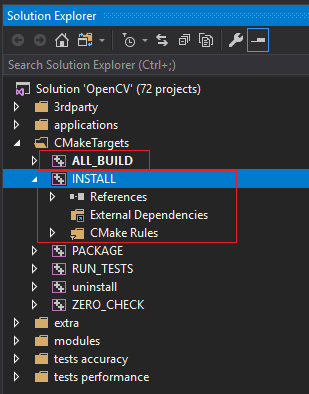 Solution Explorer
Search Solution Explorer (Ctrl+;)
Solution 'OpenCV' (72 projects)
3rdparty
applications
CMakeTargets
ALL_BUILD
INSTALL
References
External Dependencies
CMake Rules
PACKAGE
RUN_TESTS
uninstall
ZERO_CHECK
extra
modules
tests accuracy
tests performance